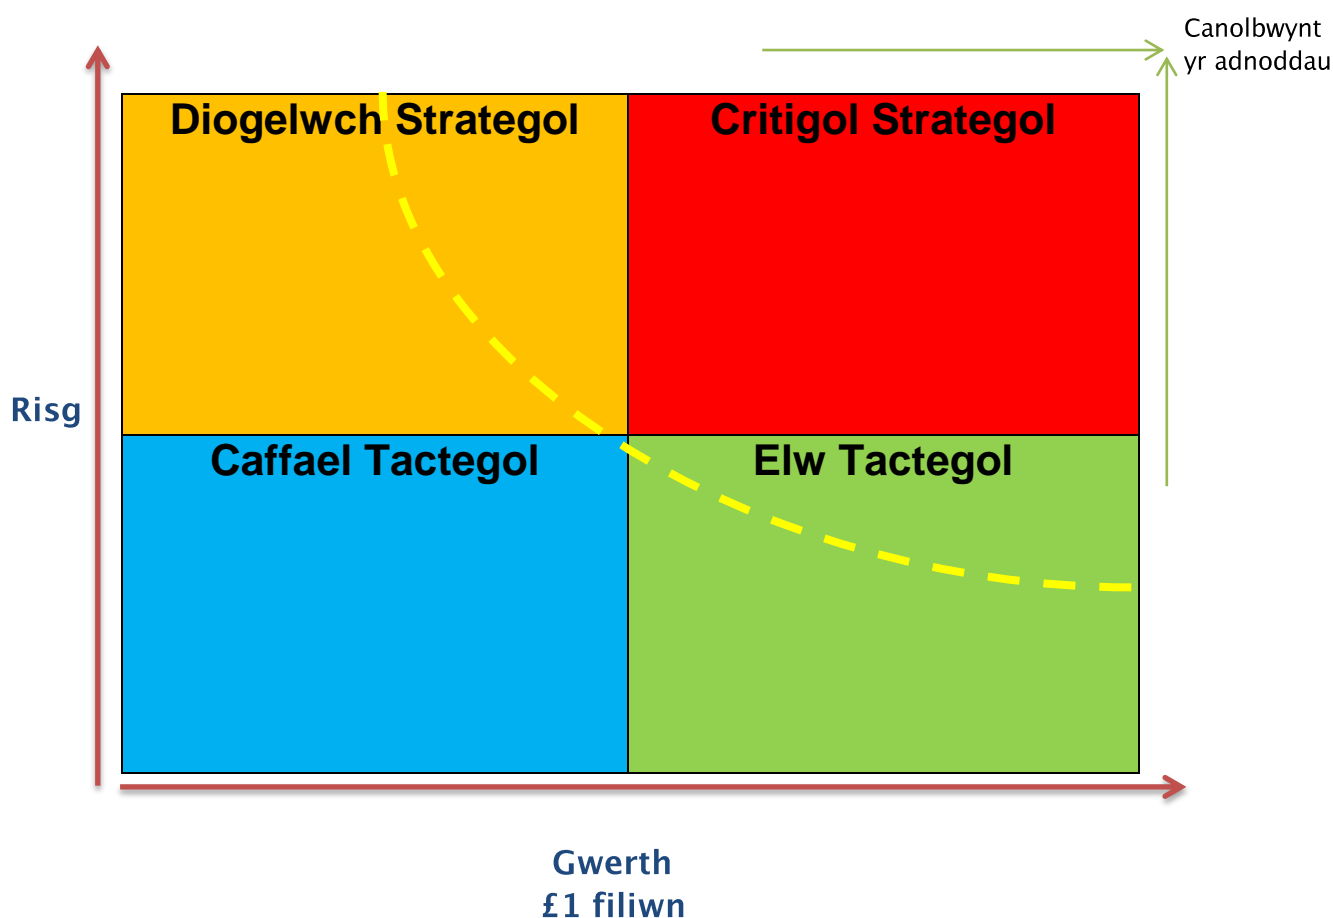 Canolbwynt
yr adnoddau
Diogelwch Strategol
Critigol Strategol
Risg
Caffael Tactegol
Elw Tactegol
Gwerth
£1 filiwn